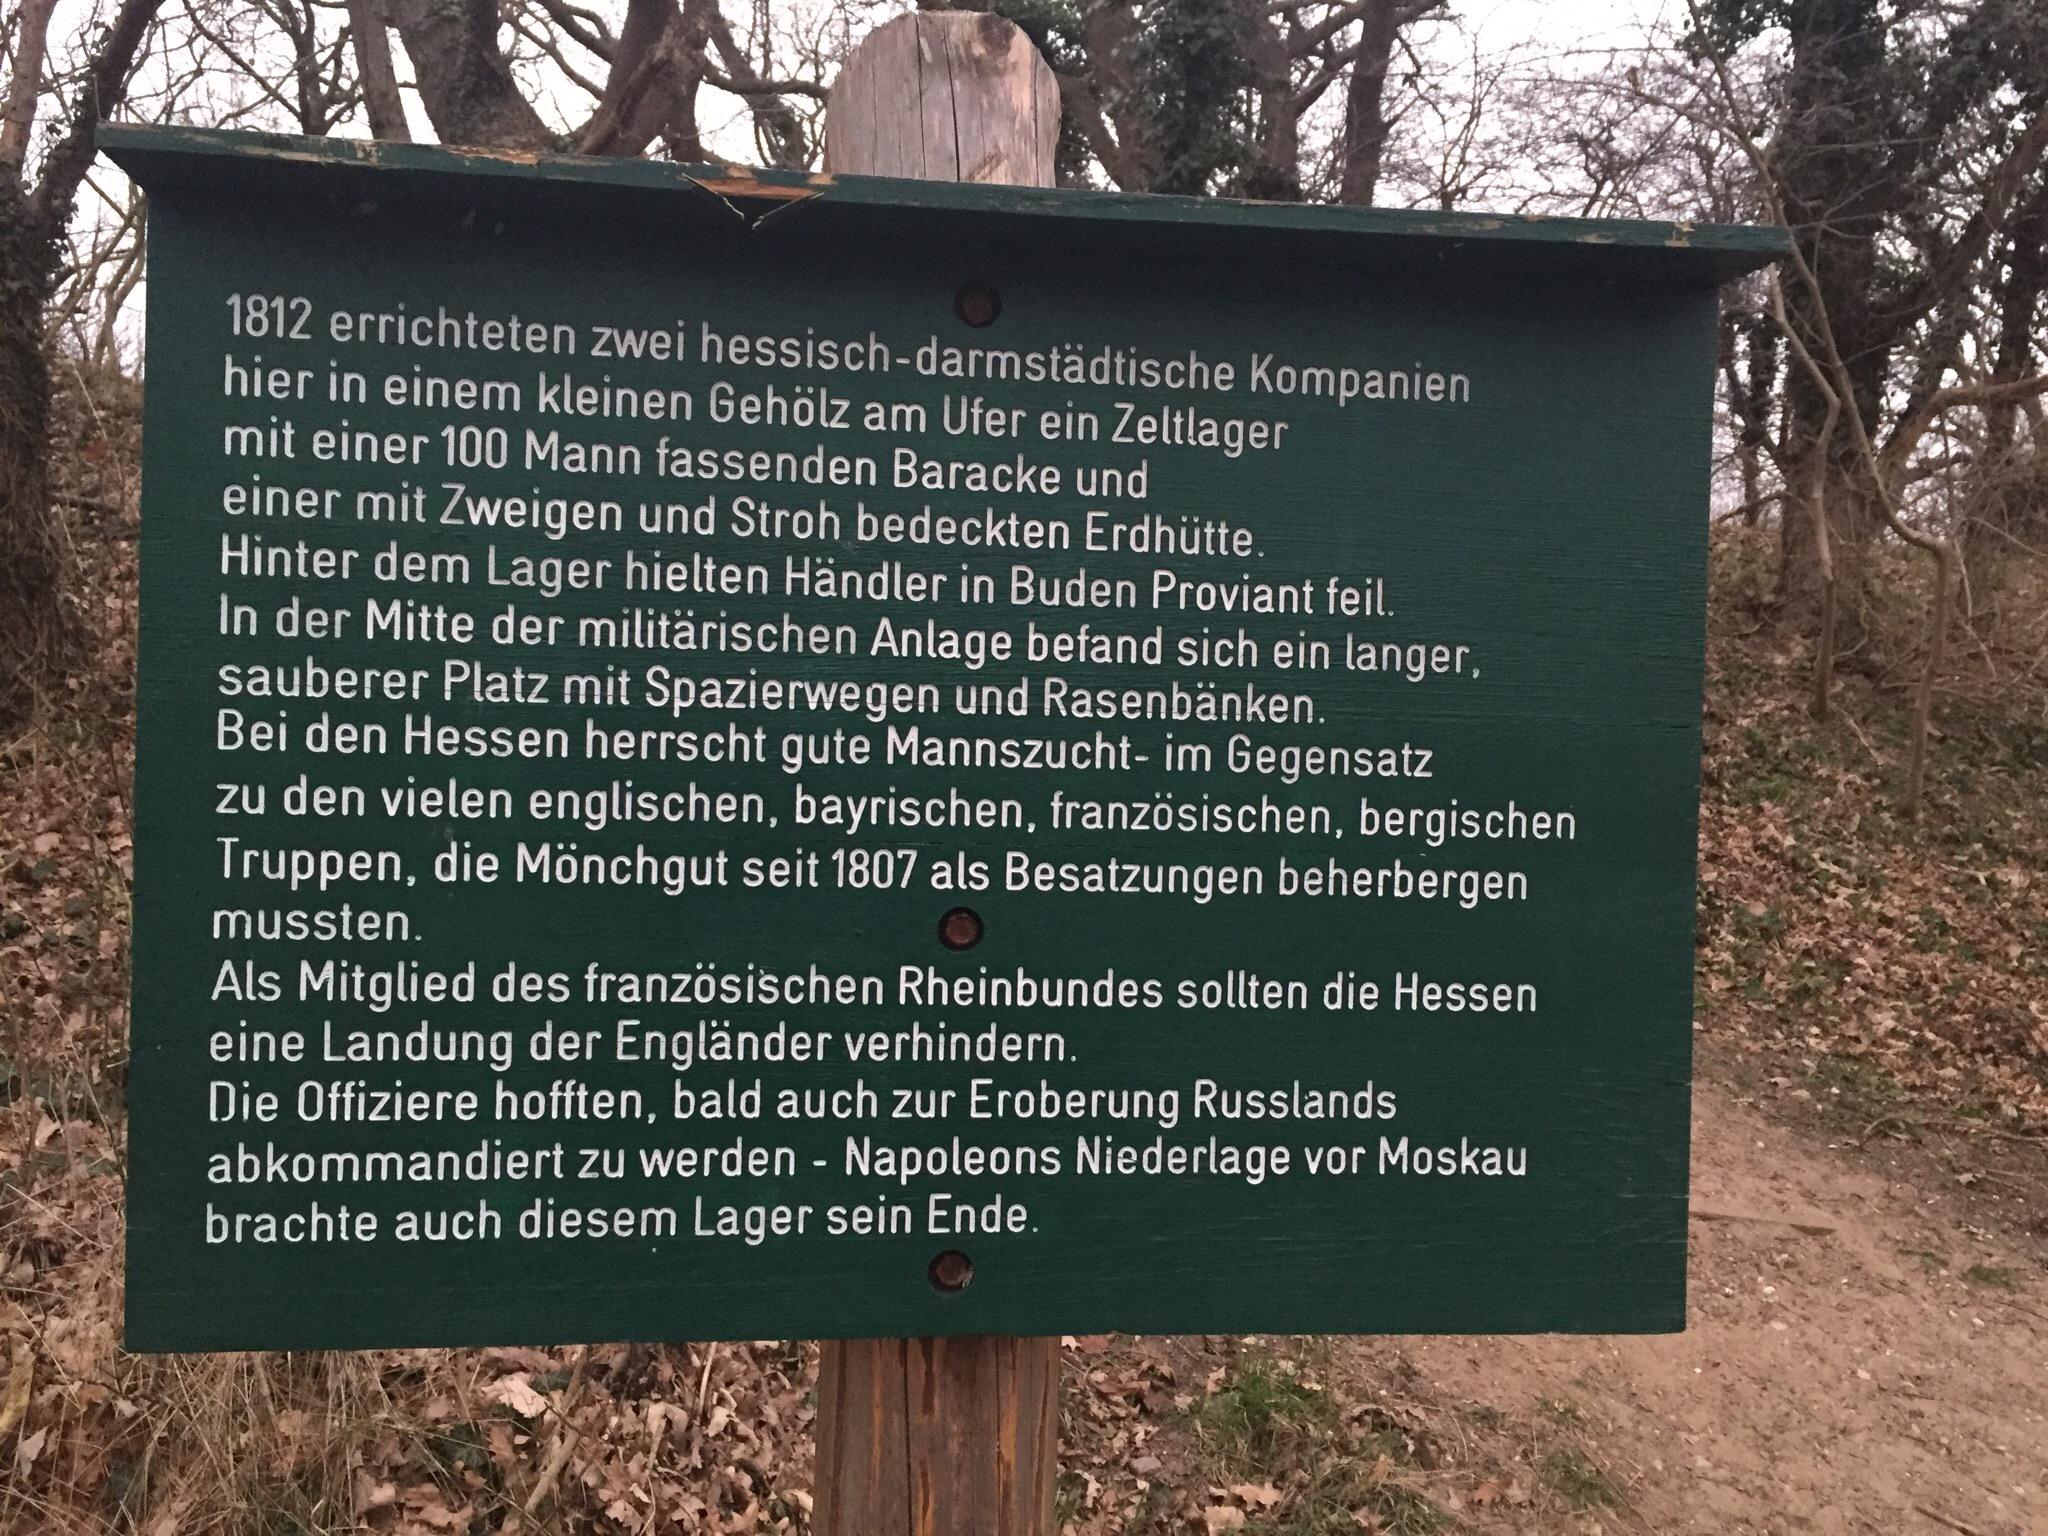 1812 errichteten zwei hessisch-darmstädtische Kompanien
hier in einem kleinen Gehölz am Ufer ein Zeltlager
mit einer 100 Mann fassenden Baracke und
einer mit Zweigen und Stroh bedeckten Erdhütte.
Hinter dem Lager hielten Händler in Buden Proviant feil.
In der Mitte der militärischen Anlage befand sich ein langer,
sauberer Platz mit Spazierwegen und Rasenbänken.
Bei den Hessen herrscht gute Mannszucht- im Gegensatz
zu den vielen englischen, bayrischen, französischen, bergischen
Truppen, die Mönchgut seit 1807 als Besatzungen beherbergen
mussten.
Als Mitglied des französischen Rheinbundes sollten die Hessen
eine Landung der Engländer verhindern.
Die Offiziere hofften, bald auch zur Eroberung Russlands
abkommandiert zu werden - Napoleons Niederlage vor Moskau
brachte auch diesem Lager sein Ende.